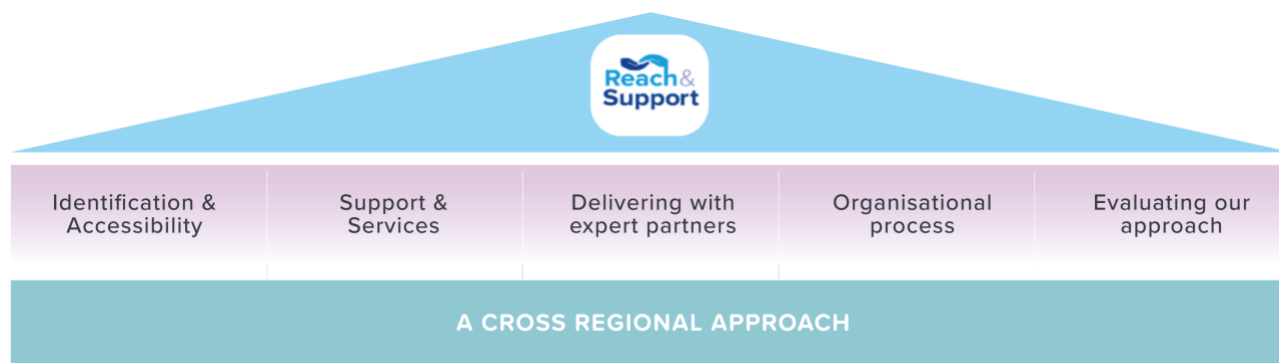 Reach&
Support
Identification &
Accessibility
Support &
Services
Delivering with
expert partners
Organisational
process
Evaluating our
approach
A CROSS REGIONAL APPROACH